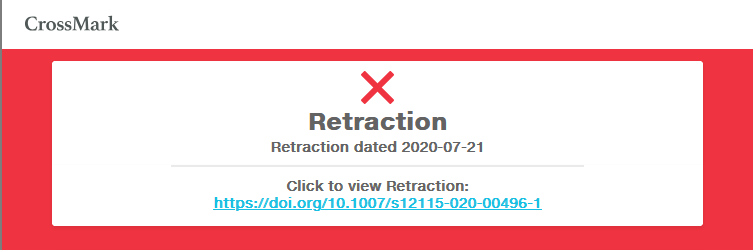 CrossMark
Retraction
Retraction dated 2020-07-21
Click to view Retraction:
https://doi.org/10.1007/s12115-020-00496-1